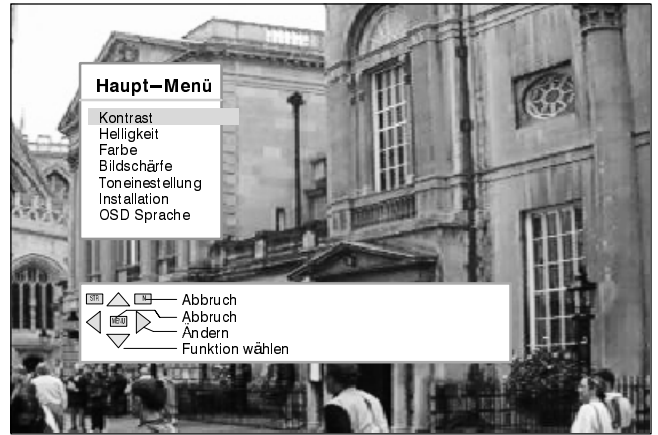 Haupt–Menü
Kontrast
Helligkeit
Farbe
Bildschärfe
Toneinestellung
Installation
OSD Sprache
STR
N
Abbruch
MENU
Abbruch
Ändern
Funktion wählen